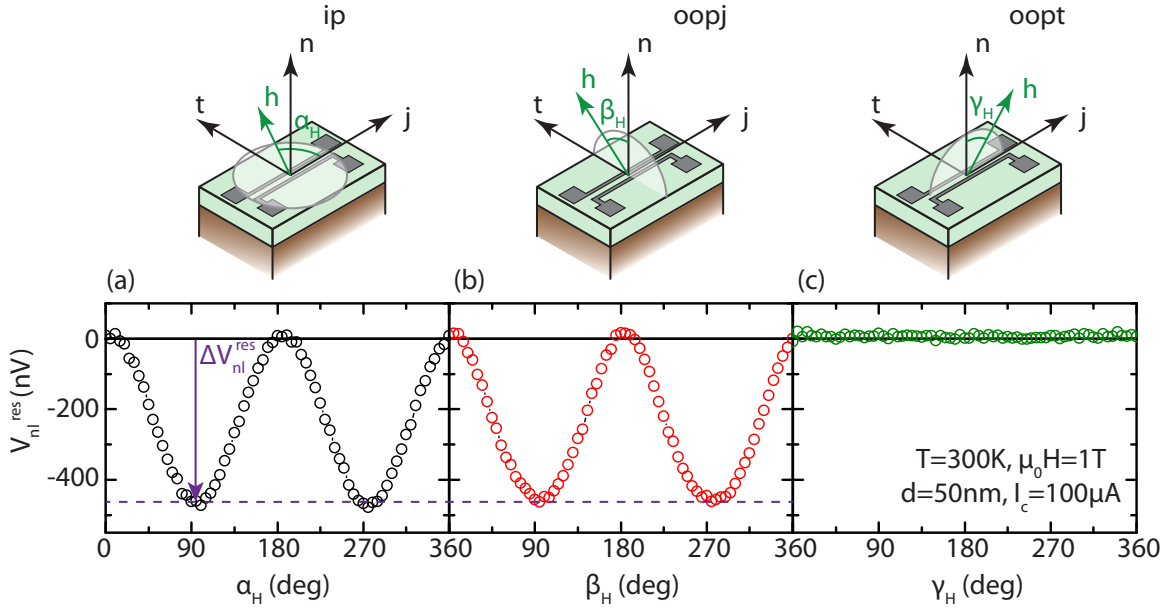 ip
oopj
oopt
n
h
t
α_H
j
n
h
t
β_H
j
n
h
t
γ_H
j
(a)
(b)
(c)
V_nl^res (nV)
0
-200
-400
ΔV_nl^res
T=300K, μ₀H=1T
d=50nm, I_c=100μA
0 90 180 270 360 90 180 270 360 90 180 270 360
α_H (deg)
β_H (deg)
γ_H (deg)